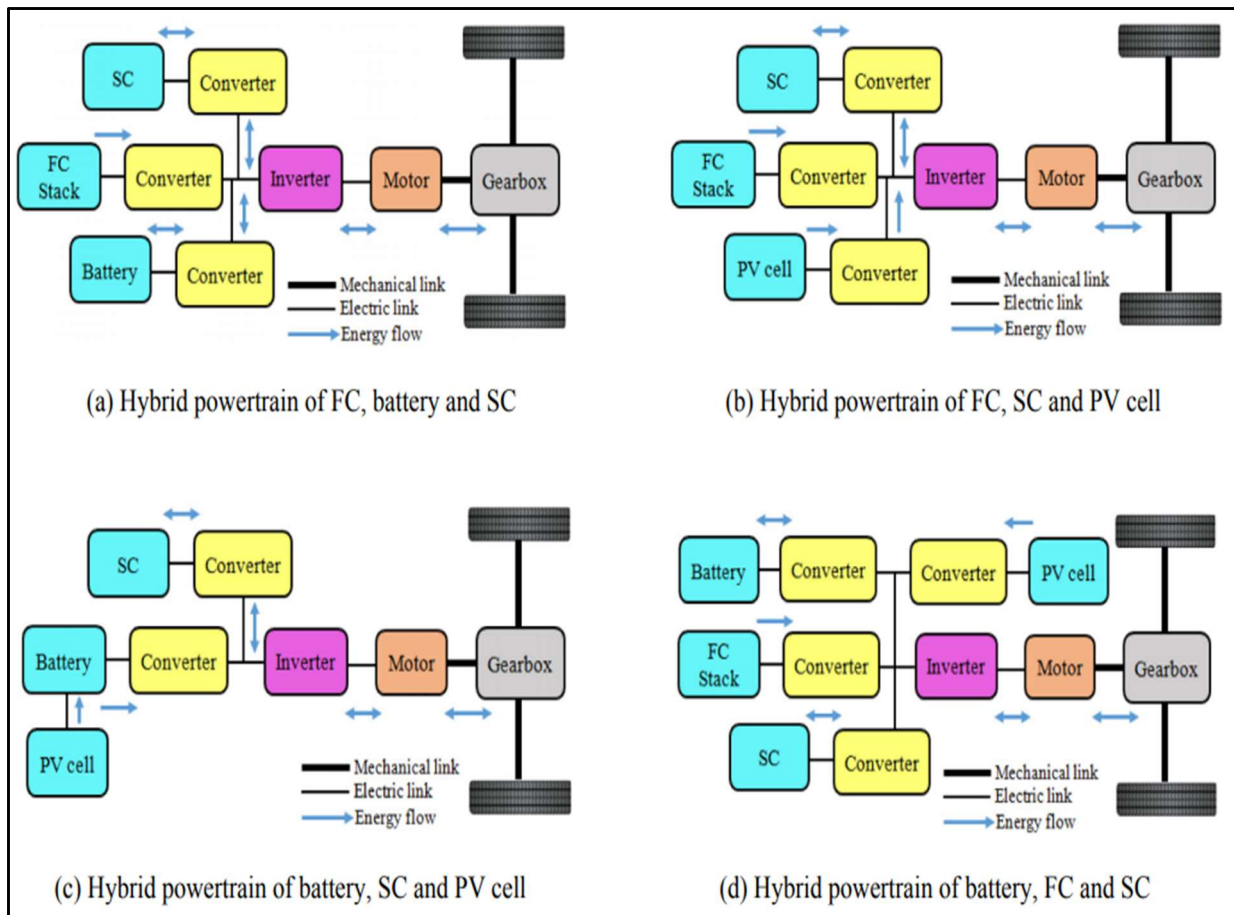 SC
Converter
FC
Stack
Converter
Inverter
Motor
Gearbox
Battery
Converter
Mechanical link
Electric link
Energy flow
(a) Hybrid powertrain of FC, battery and SC
SC
Converter
FC
Stack
Converter
Inverter
Motor
Gearbox
PV cell
Converter
Mechanical link
Electric link
Energy flow
(b) Hybrid powertrain of FC, SC and PV cell
SC
Converter
Battery
Converter
Inverter
Motor
Gearbox
PV cell
Mechanical link
Electric link
Energy flow
(c) Hybrid powertrain of battery, SC and PV cell
Battery
Converter
Converter
PV cell
FC
Stack
Converter
Inverter
Motor
Gearbox
SC
Converter
Mechanical link
Electric link
Energy flow
(d) Hybrid powertrain of battery, FC and SC